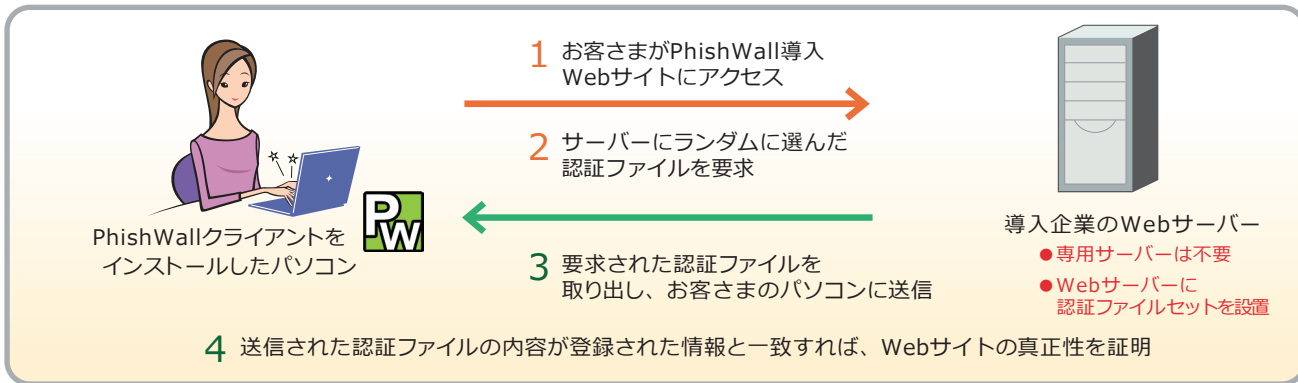 1 お客さまがPhishWall導入
Webサイトにアクセス
2 サーバーにランダムに選んだ
認証ファイルを要求
PW
PhishWallクライアントを
インストールしたパソコン
3 要求された認証ファイルを
取り出し、お客さまのパソコンに送信
導入企業のWebサーバー
●専用サーバーは不要
●Webサーバーに
認証ファイルセットを設置
4 送信された認証ファイルの内容が登録された情報と一致すれば、Webサイトの真正性を証明